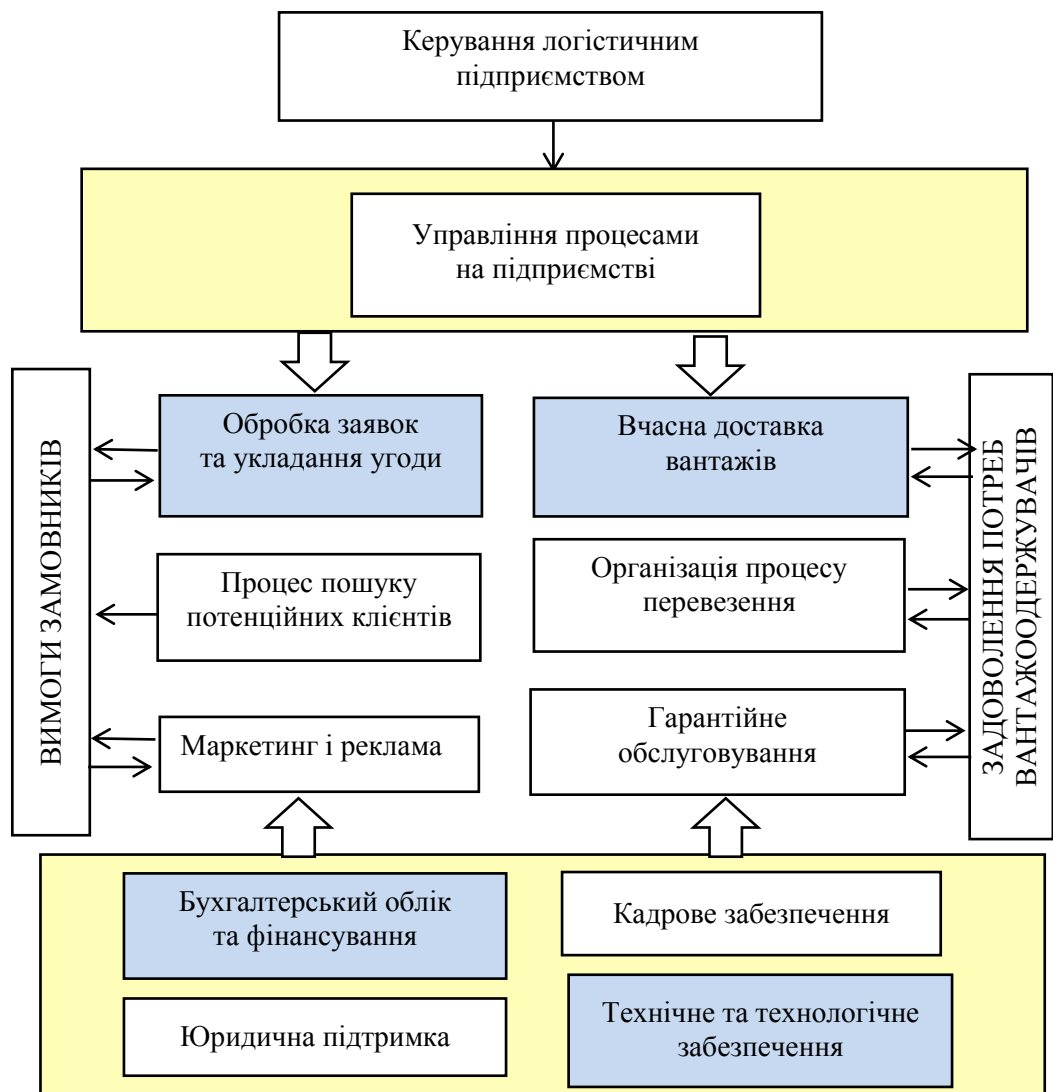 Керування логістичним
підприємством
Управління процесами
на підприємстві
ВИМОГИ ЗАМОВНИКІВ
Обробка заявок
та укладання угоди
Вчасна доставка
вантажів
Процес пошуку
потенційних клієнтів
Організація процесу
перевезення
Маркетинг і реклама
Гарантійне
обслуговування
ЗАДОВОЛЕННЯ ПОТРЕБ
ВАНТАЖООДЕРЖУВАЧІВ
Бухгалтерський облік
та фінансування
Кадрове забезпечення
Юридична підтримка
Технічне та технологічне
забезпечення